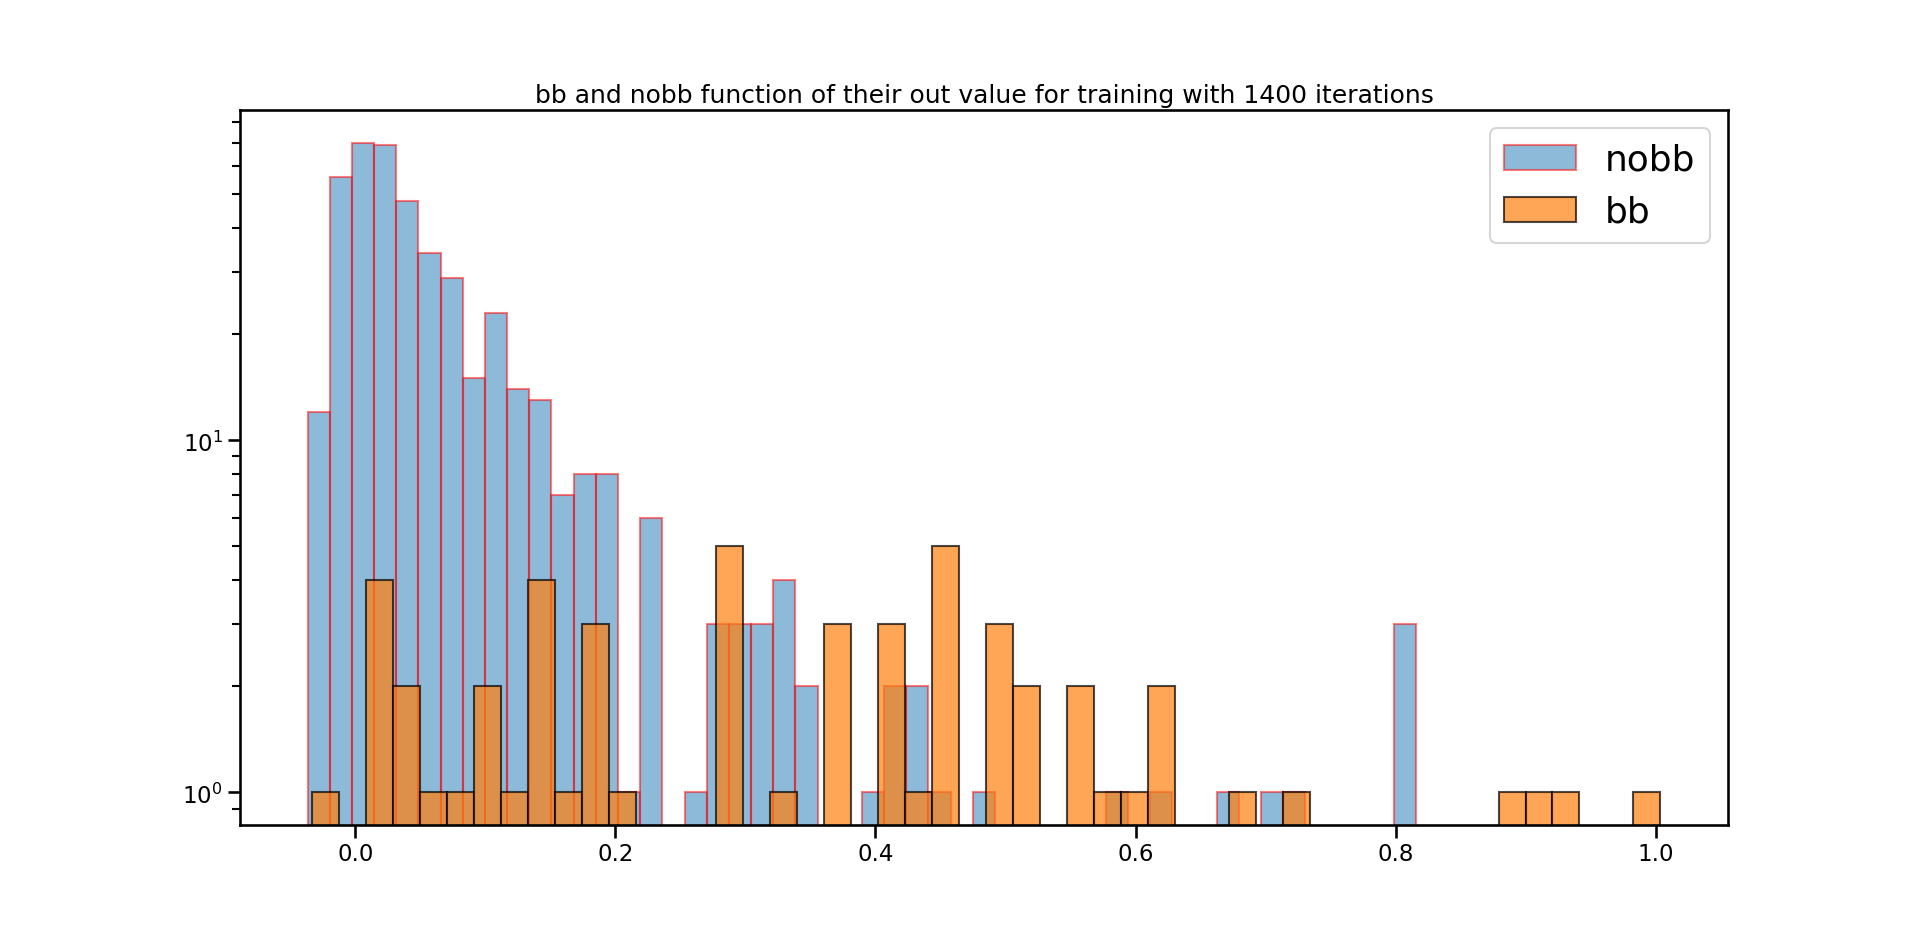 bb and nobb function of their out value for training with 1400 iterations
nobb
bb
10¹
10⁰
0.0 0.2 0.4 0.6 0.8 1.0